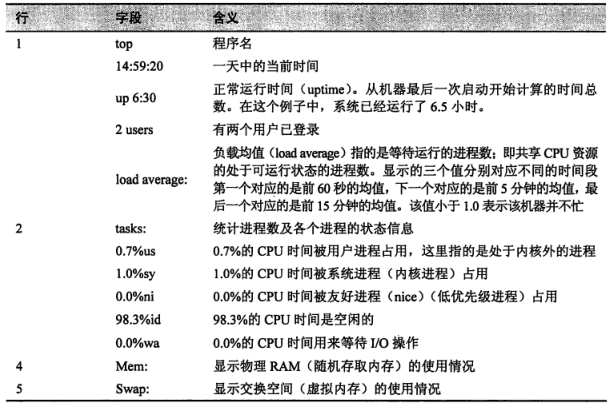 行 字段 含义
1 top 程序名
14:59:20 一天中的当前时间
up 6:30 正常运行时间（uptime）。从机器最后一次启动开始计算的时间总
数。在这个例子中，系统已经运行了 6.5 小时。
2 users 有两个用户已登录
load average: 负载均值（load average）指的是等待运行的进程数；即共享 CPU 资源
的处于可运行状态的进程数。显示的三个值分别对应不同的时间段
第一个对应的是前 60 秒的均值，下一个对应的是前 5 分钟的均值，最
后一个对应的是前 15 分钟的均值。该值小于 1.0 表示该机器并不忙
2 tasks: 统计进程数及各个进程的状态信息
0.7%us 0.7%的 CPU 时间被用户进程占用，这里指的是处于内核外的进程
1.0%sy 1.0%的 CPU 时间被系统进程（内核进程）占用
0.0%ni 0.0%的 CPU 时间被友好进程（nice）（低优先级进程）占用
98.3%id 98.3%的 CPU 时间是空闲的
0.0%wa 0.0%的 CPU 时间用来等待 I/O 操作
4 Mem: 显示物理 RAM（随机存取内存）的使用情况
5 Swap: 显示交换空间（虚拟内存）的使用情况